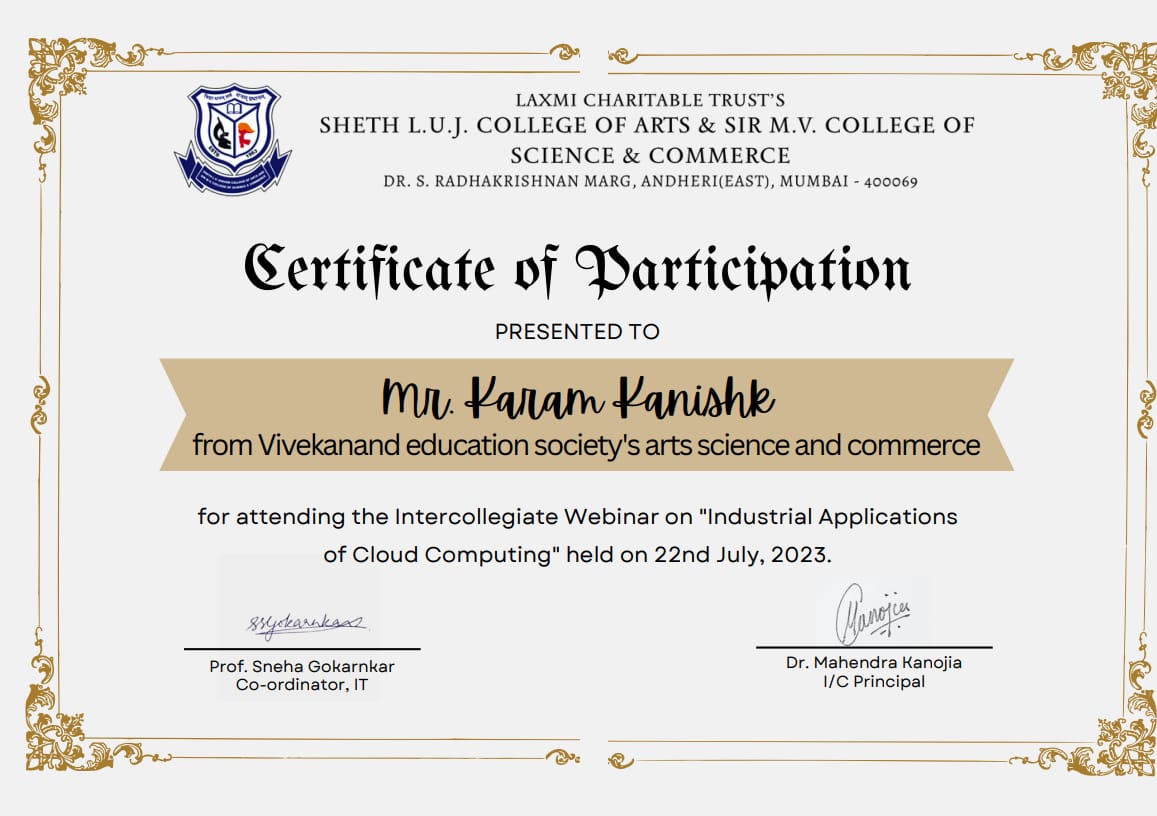 LAXMI CHARITABLE TRUST'S
SHETH L.U.J. COLLEGE OF ARTS & SIR M.V. COLLEGE OF
SCIENCE & COMMERCE
DR. S. RADHAKRISHNAN MARG, ANDHERI(EAST), MUMBAI - 400069
Certificate of Participation
PRESENTED TO
Mr. Karam Kanishk
from Vivekanand education society's arts science and commerce
for attending the Intercollegiate Webinar on "Industrial Applications
of Cloud Computing" held on 22nd July, 2023.
SSGokarnkar
Prof. Sneha Gokarnkar
Co-ordinator, IT
Kanojia
Dr. Mahendra Kanojia
I/C Principal